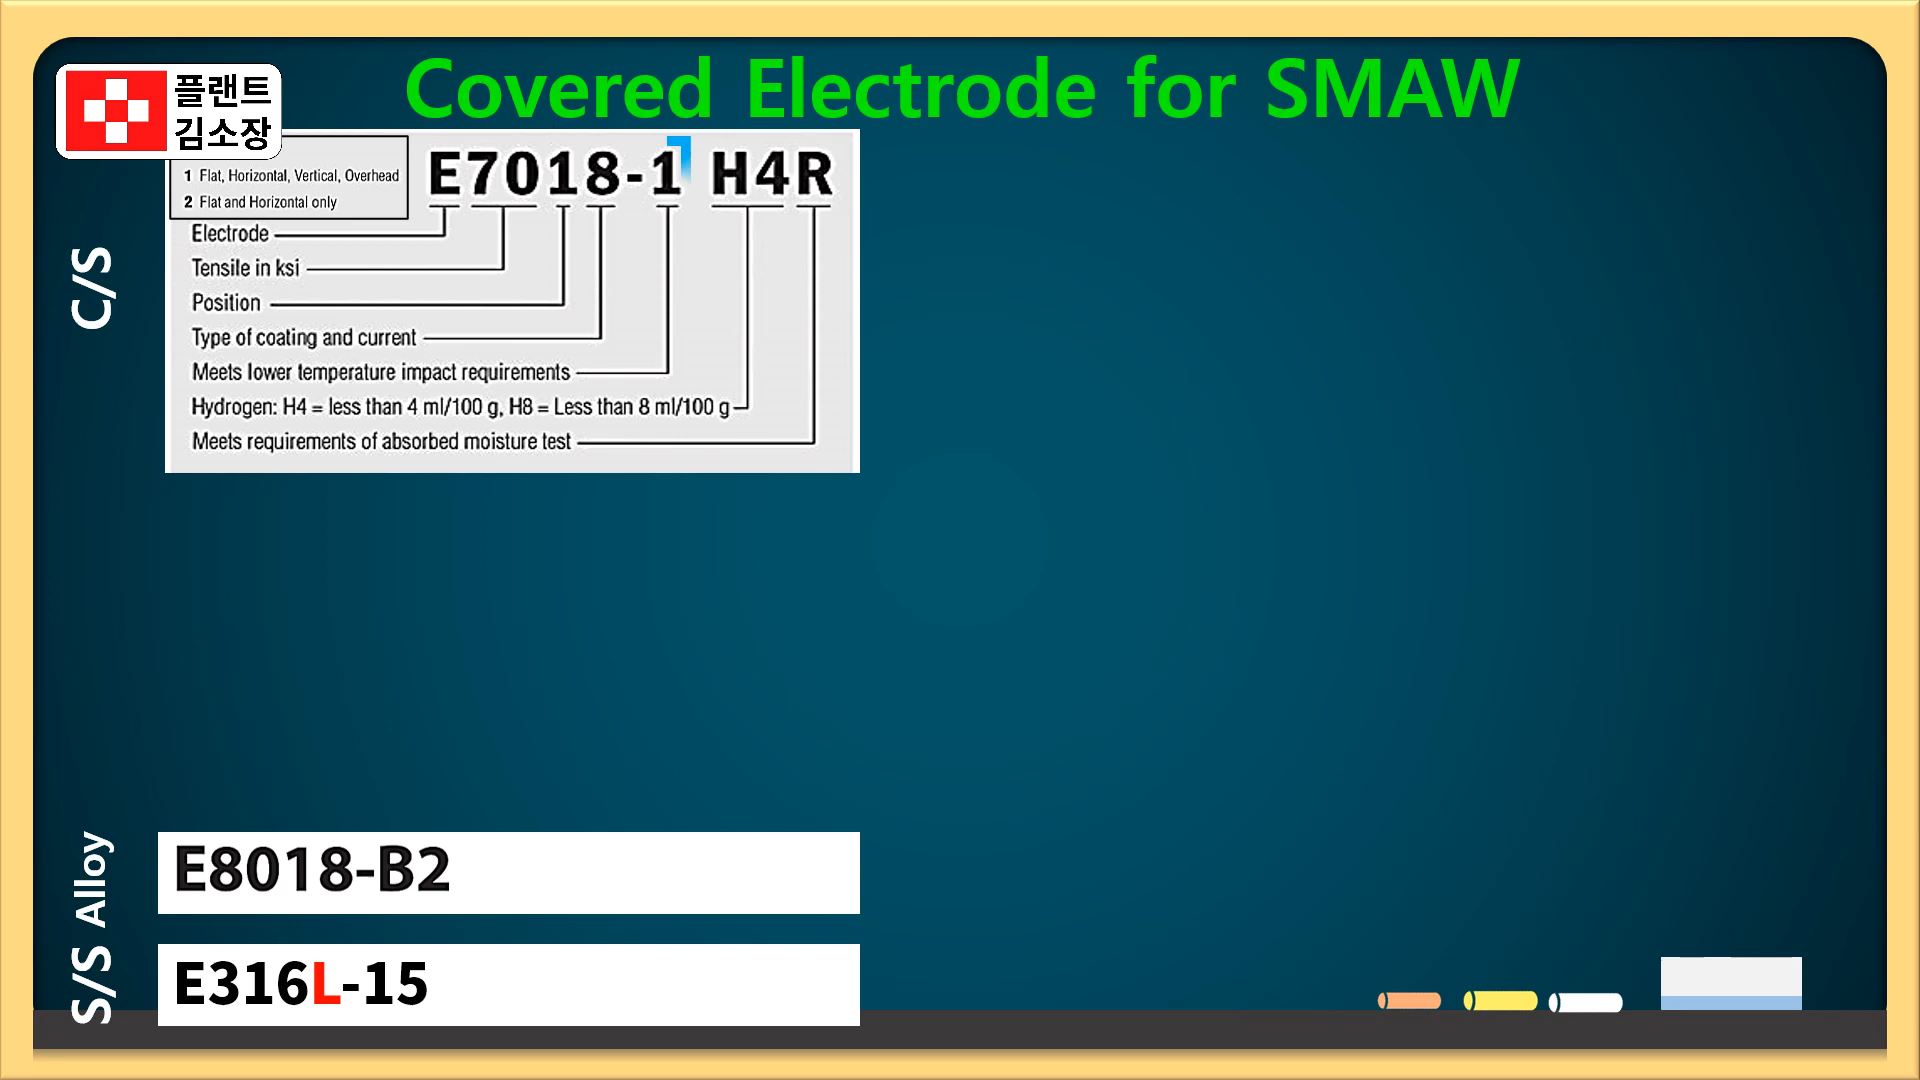 Covered Electrode for SMAW
플랜트
김소장
1 Flat, Horizontal, Vertical, Overhead
2 Flat and Horizontal only
E7018-1 H4R
Electrode
Tensile in ksi
Position
Type of coating and current
Meets lower temperature impact requirements
Hydrogen: H4 = less than 4 ml/100 g, H8 = Less than 8 ml/100 g
Meets requirements of absorbed moisture test
C/S
Alloy
E8018-B2
S/S
E316L-15